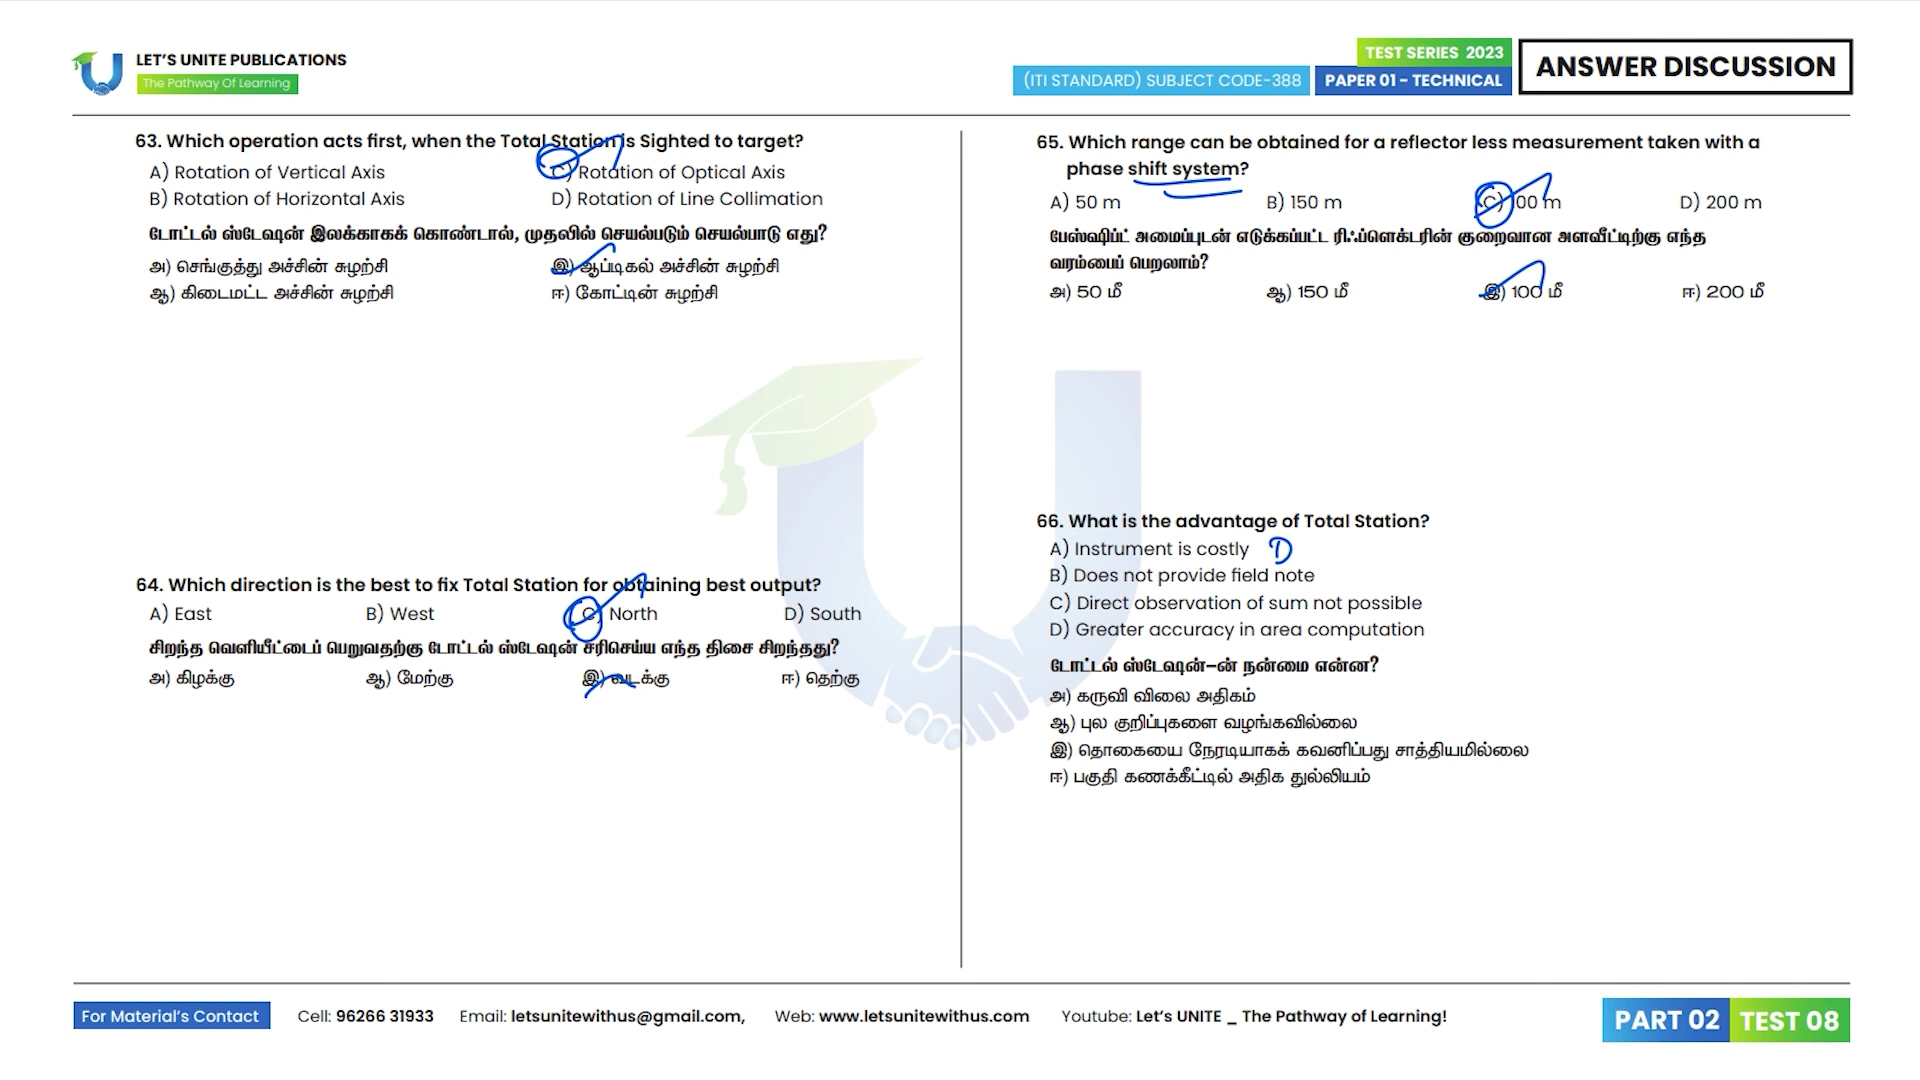 LET'S UNITE PUBLICATIONS
The Pathway Of Learning
TEST SERIES 2023
(ITI STANDARD) SUBJECT CODE-388
PAPER 01 - TECHNICAL
ANSWER DISCUSSION
63. Which operation acts first, when the Total Station is Sighted to target?
A) Rotation of Vertical Axis C) Rotation of Optical Axis
B) Rotation of Horizontal Axis D) Rotation of Line Collimation
டோட்டல் ஸ்டேஷன் இலக்காகக் கொண்டால், முதலில் செயல்படும் செயல்பாடு எது?
அ) செங்குத்து அச்சின் சுழற்சி இ) ஆப்டிகல் அச்சின் சுழற்சி
ஆ) கிடைமட்ட அச்சின் சுழற்சி ஈ) கோட்டின் சுழற்சி
64. Which direction is the best to fix Total Station for obtaining best output?
A) East B) West C) North D) South
சிறந்த வெளியீட்டைப் பெறுவதற்கு டோட்டல் ஸ்டேஷன் சரிசெய்ய எந்த திசை சிறந்தது?
அ) கிழக்கு ஆ) மேற்கு இ) வடக்கு ஈ) தெற்கு
65. Which range can be obtained for a reflector less measurement taken with a
phase shift system?
A) 50 m B) 150 m C) 100 m D) 200 m
பேஸ்ஷிப்ட் அமைப்புடன் எடுக்கப்பட்ட ரிஃப்ளெக்டரின் குறைவான அளவீட்டிற்கு எந்த
வரம்பைப் பெறலாம்?
அ) 50 மீ ஆ) 150 மீ இ) 100 மீ ஈ) 200 மீ
66. What is the advantage of Total Station?
A) Instrument is costly D
B) Does not provide field note
C) Direct observation of sum not possible
D) Greater accuracy in area computation
டோட்டல் ஸ்டேஷன்-ன் நன்மை என்ன?
அ) கருவி விலை அதிகம்
ஆ) புல குறிப்புகளை வழங்கவில்லை
இ) தொகையை நேரடியாகக் கவனிப்பது சாத்தியமில்லை
ஈ) பகுதி கணக்கீட்டில் அதிக துல்லியம்
For Material's Contact Cell: 96266 31933 Email: letsunitewithus@gmail.com, Web: www.letsunitewithus.com Youtube: Let's UNITE _ The Pathway of Learning!
PART 02 TEST 08